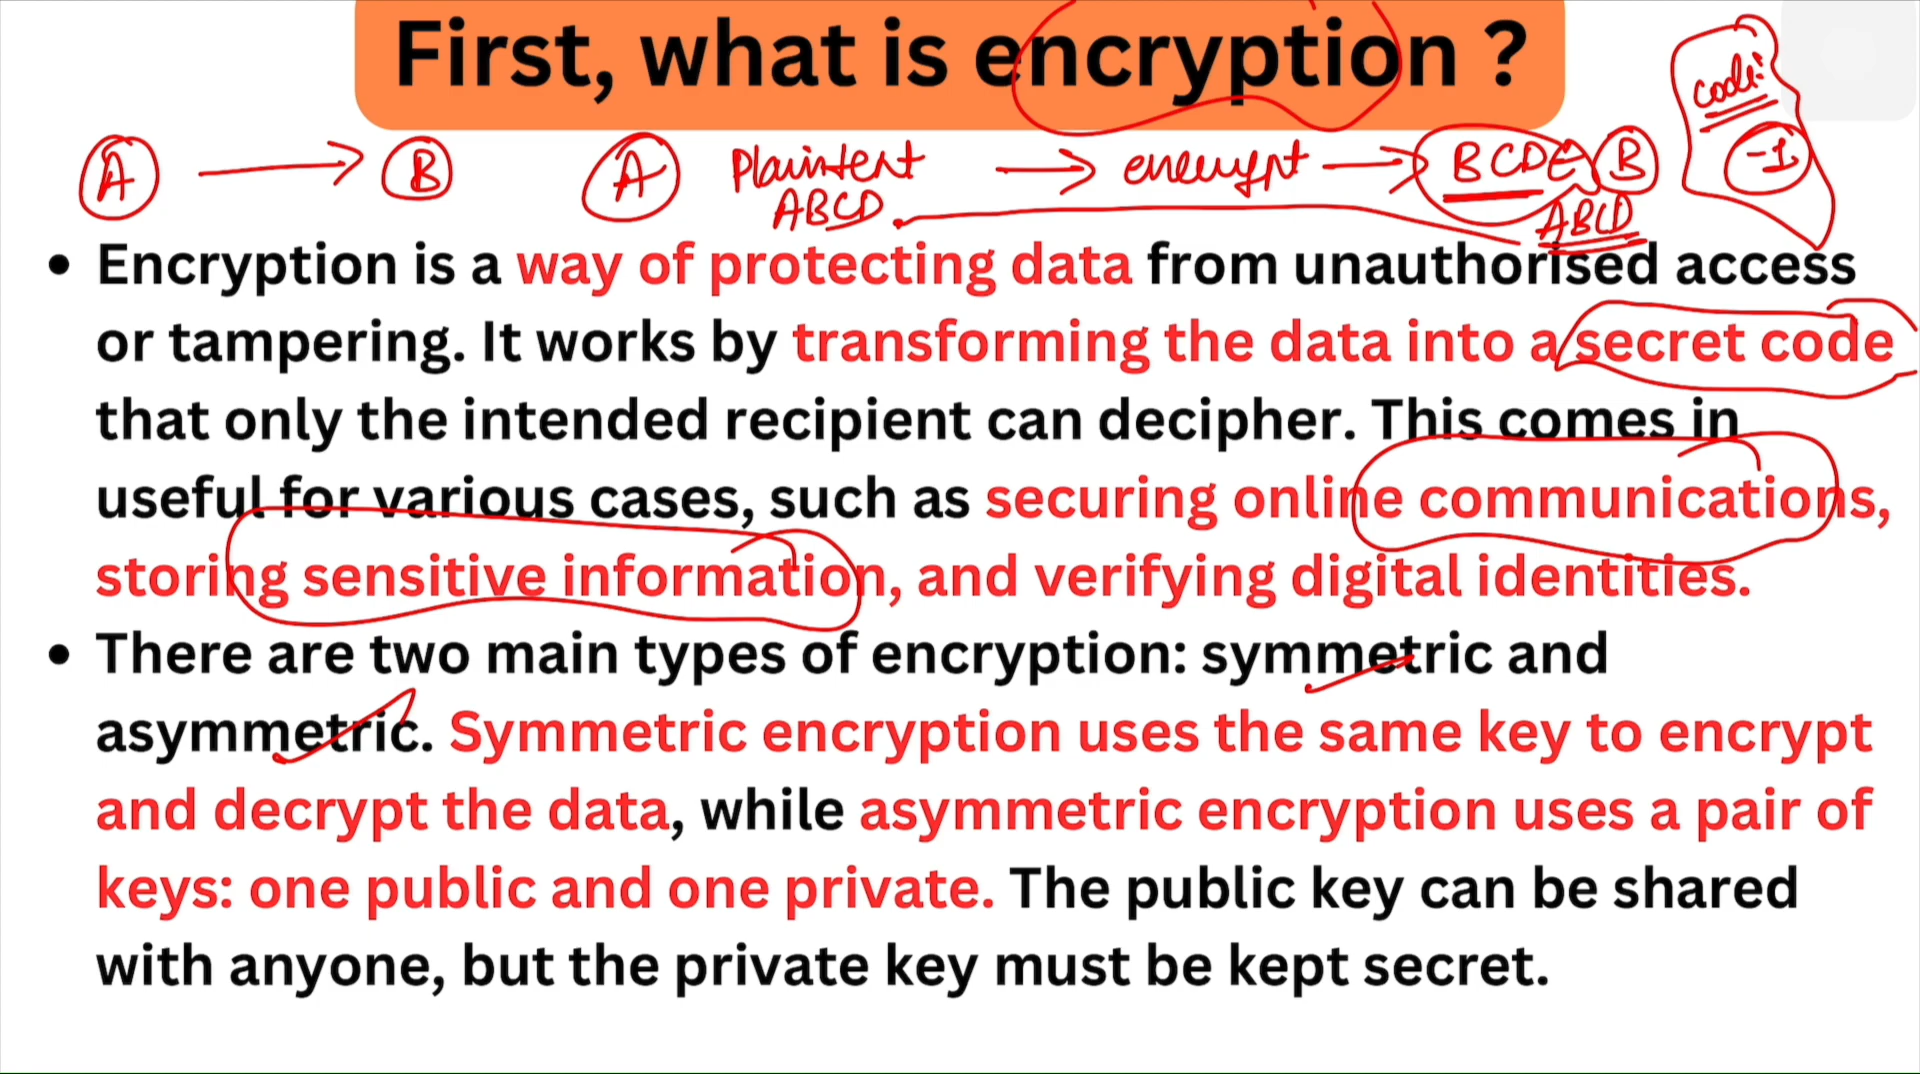 First, what is encryption ?
code:
-1
A → B
A Plaintext → encrypt → BCDE B
ABCD
ABCD
• Encryption is a way of protecting data from unauthorised access
or tampering. It works by transforming the data into a secret code
that only the intended recipient can decipher. This comes in
useful for various cases, such as securing online communications,
storing sensitive information, and verifying digital identities.
• There are two main types of encryption: symmetric and
asymmetric. Symmetric encryption uses the same key to encrypt
and decrypt the data, while asymmetric encryption uses a pair of
keys: one public and one private. The public key can be shared
with anyone, but the private key must be kept secret.